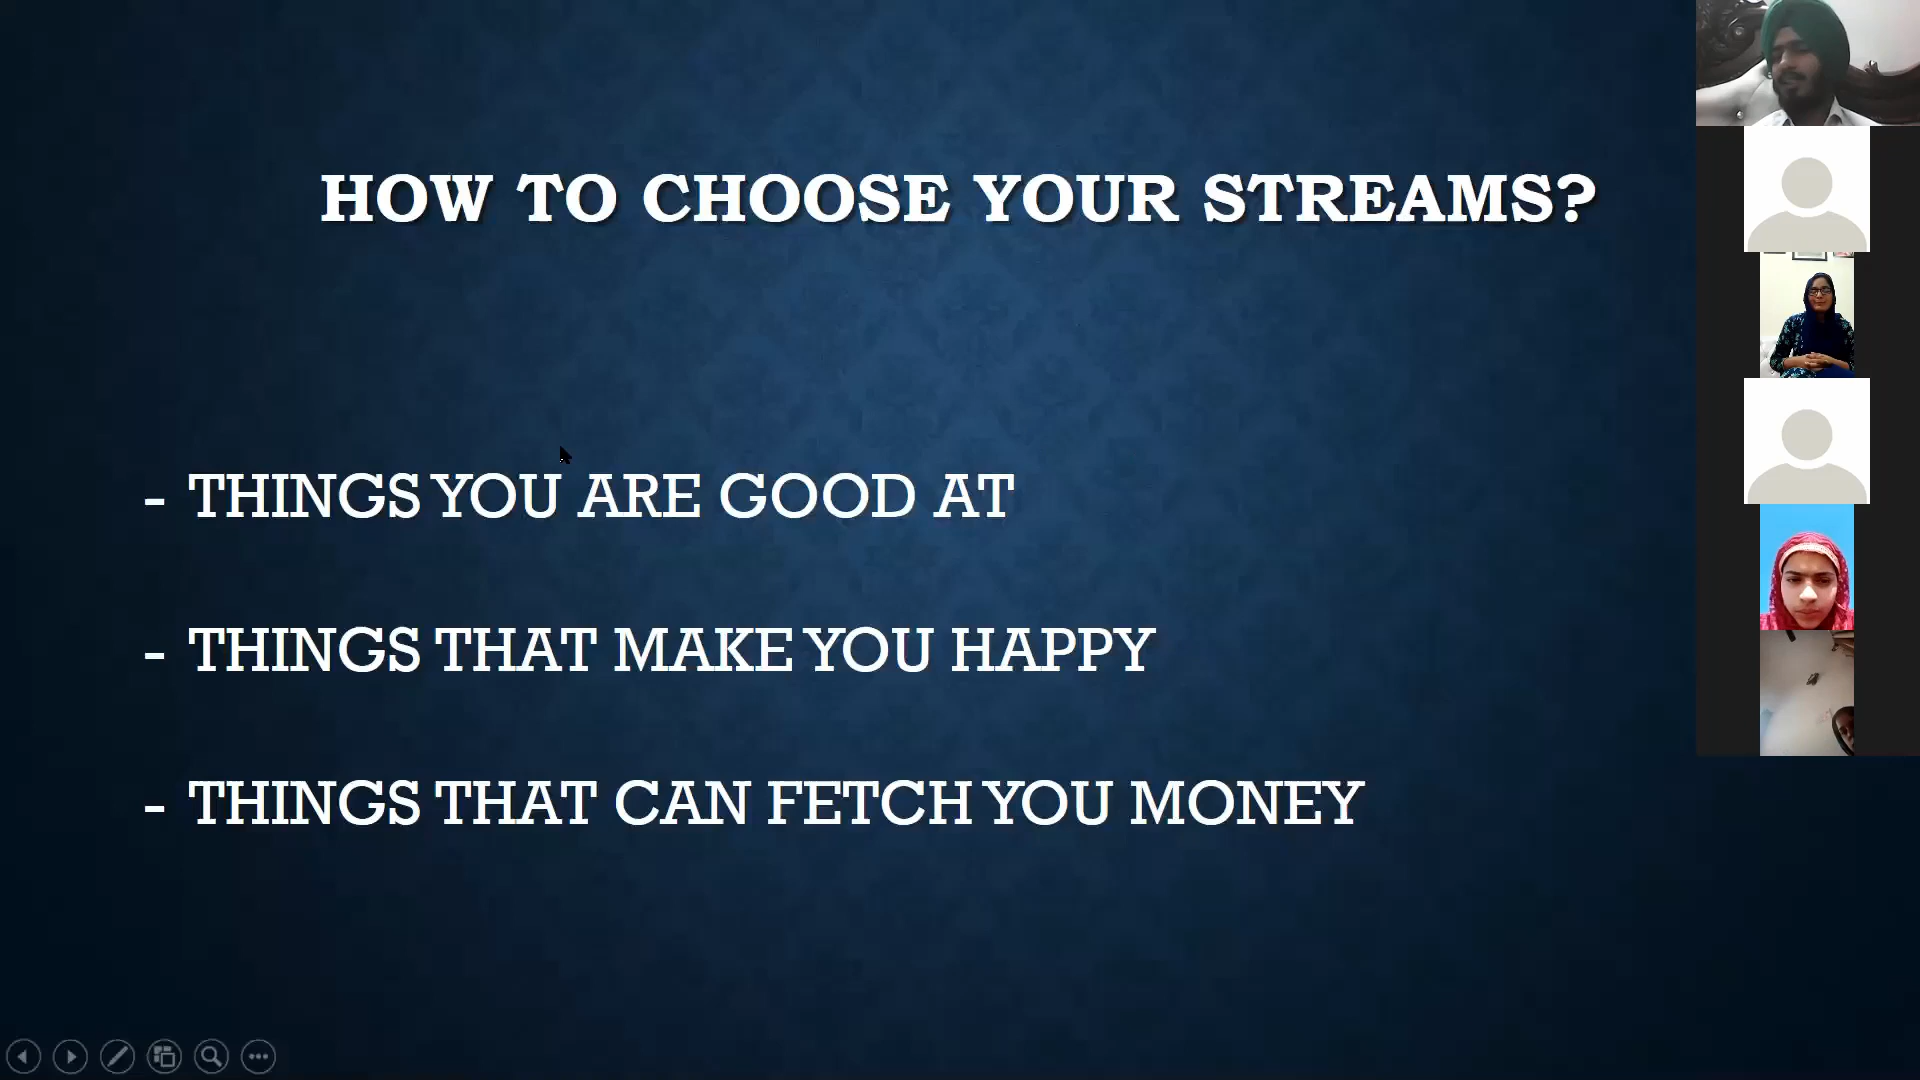 HOW TO CHOOSE YOUR STREAMS?
- THINGS YOU ARE GOOD AT
- THINGS THAT MAKE YOU HAPPY
- THINGS THAT CAN FETCH YOU MONEY